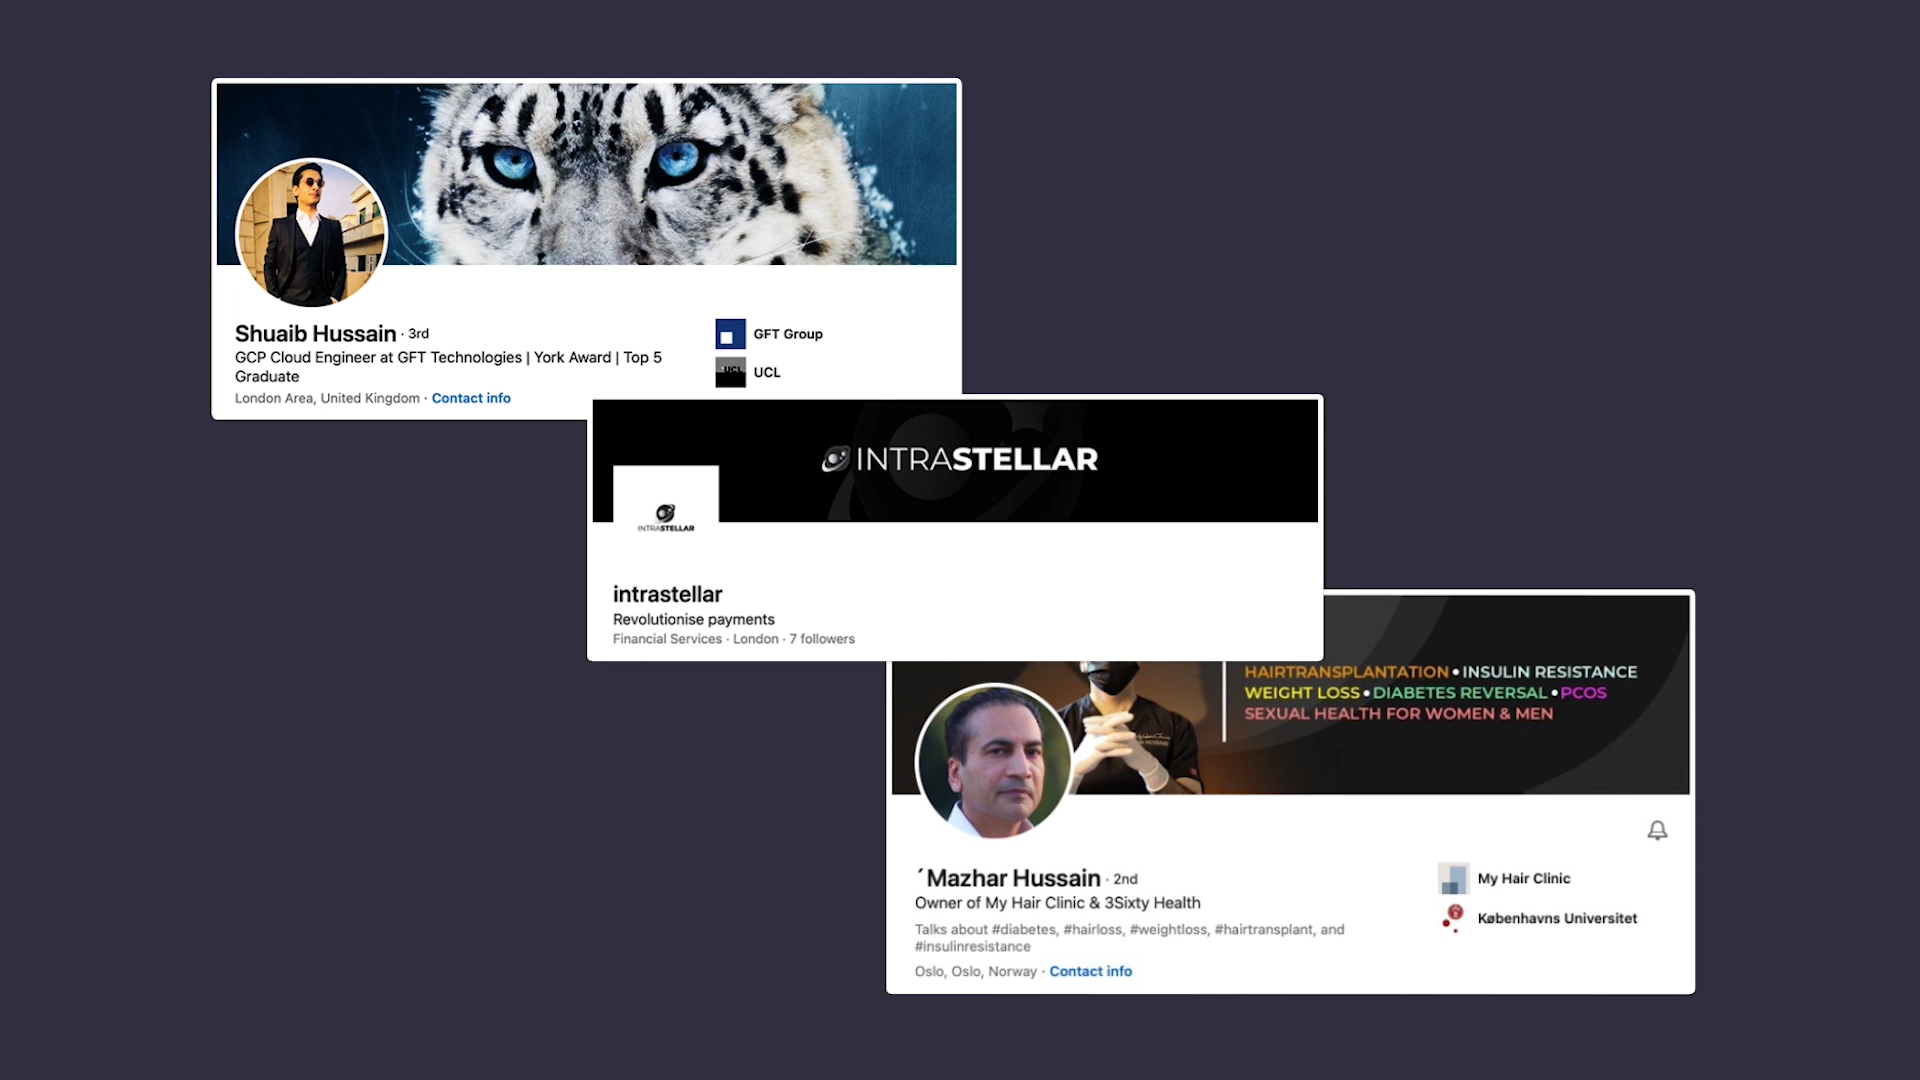 Shuaib Hussain · 3rd
GCP Cloud Engineer at GFT Technologies | York Award | Top 5
Graduate
London Area, United Kingdom · Contact info
GFT Group
UCL
UCL
INTRASTELLAR
INTRASTELLAR
intrastellar
Revolutionise payments
Financial Services · London · 7 followers
HAIRTRANSPLANTATION • INSULIN RESISTANCE
WEIGHT LOSS • DIABETES REVERSAL • PCOS
SEXUAL HEALTH FOR WOMEN & MEN
´Mazhar Hussain · 2nd
Owner of My Hair Clinic & 3Sixty Health
Talks about #diabetes, #hairloss, #weightloss, #hairtransplant, and
#insulinresistance
Oslo, Oslo, Norway · Contact info
My Hair Clinic
Københavns Universitet